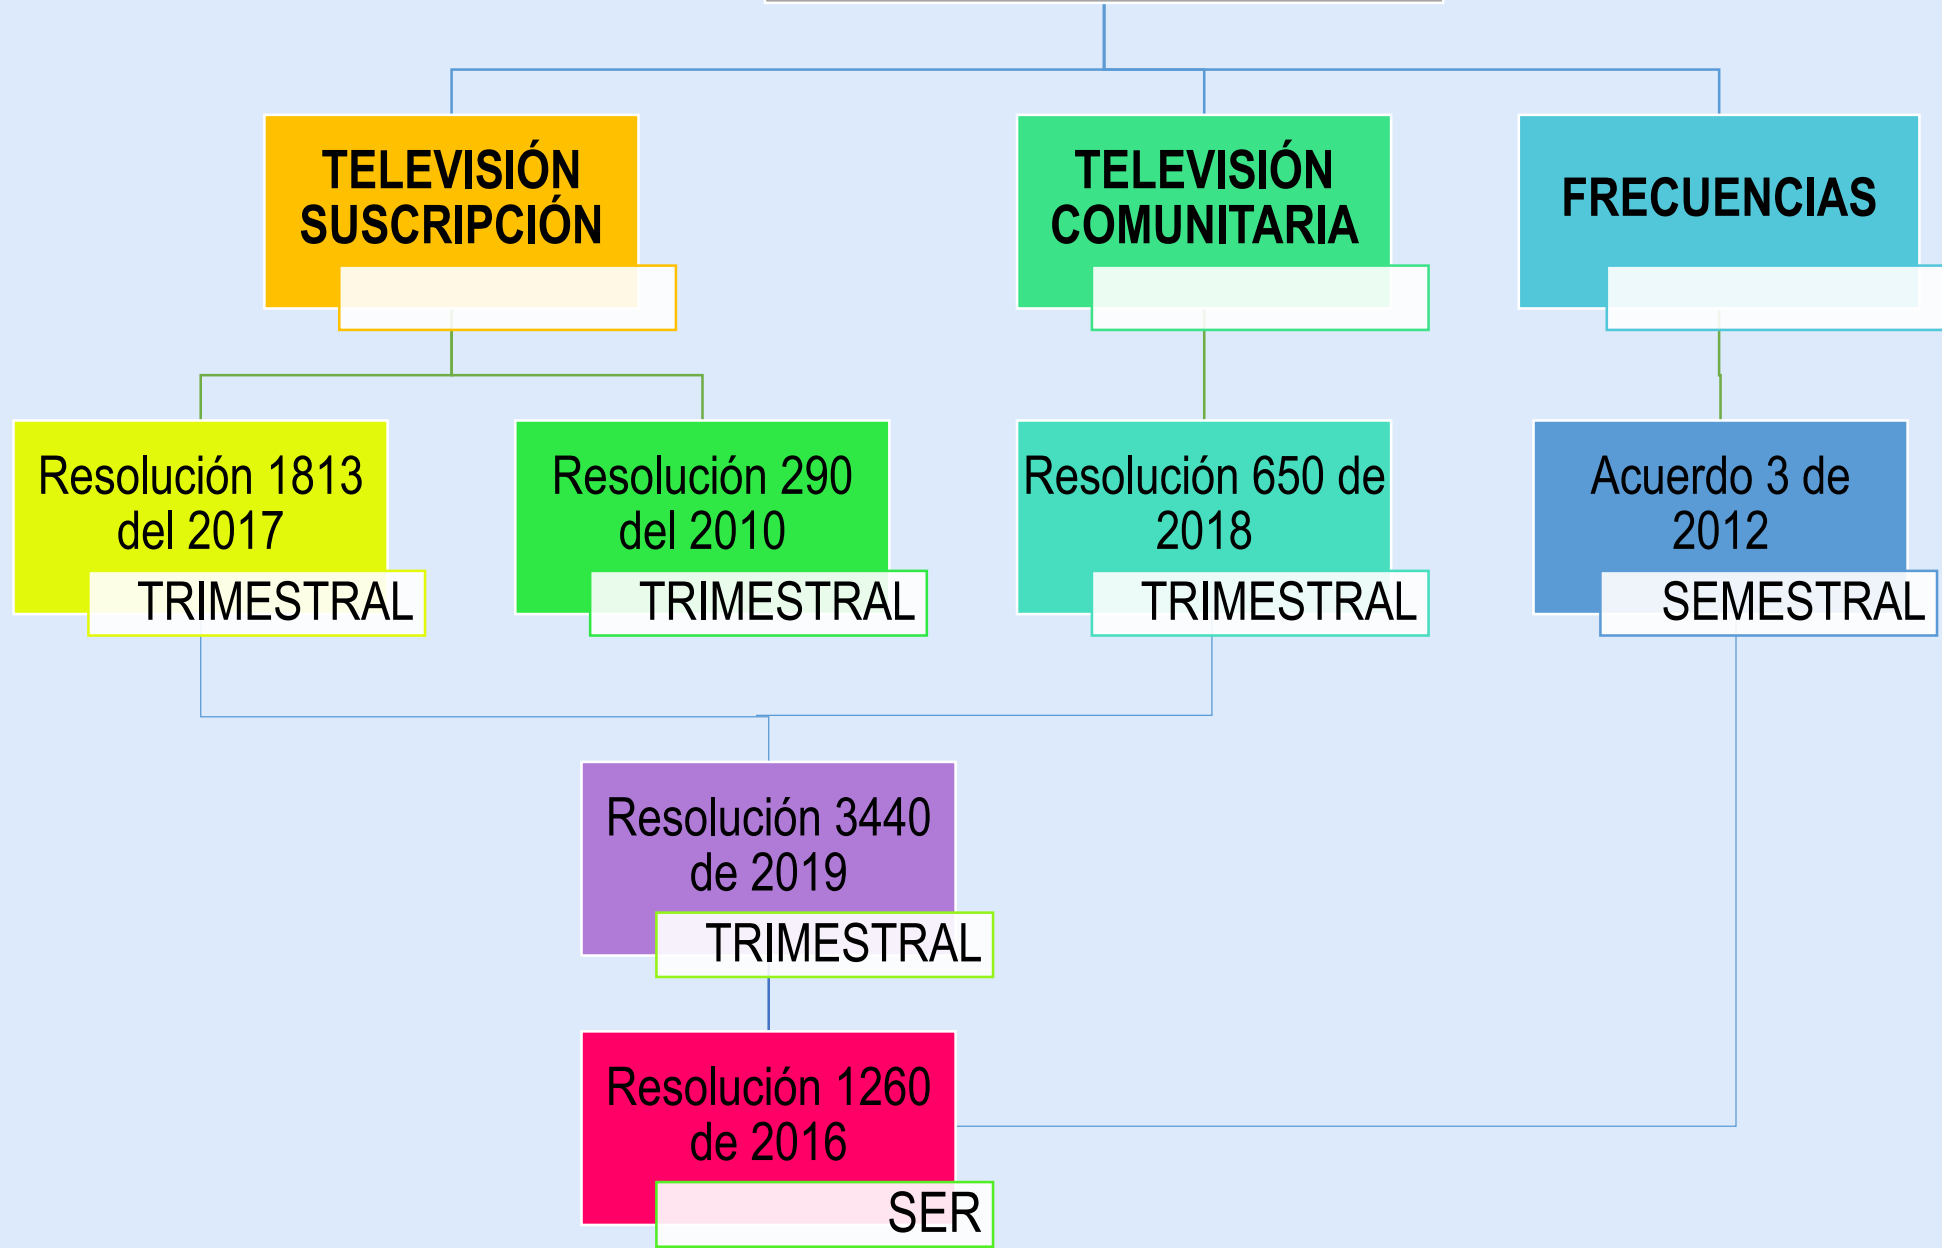 TELEVISIÓN
SUSCRIPCIÓN
TELEVISIÓN
COMUNITARIA
FRECUENCIAS
Resolución 1813
del 2017
TRIMESTRAL
Resolución 290
del 2010
TRIMESTRAL
Resolución 650 de
2018
TRIMESTRAL
Acuerdo 3 de
2012
SEMESTRAL
Resolución 3440
de 2019
TRIMESTRAL
Resolución 1260
de 2016
SER